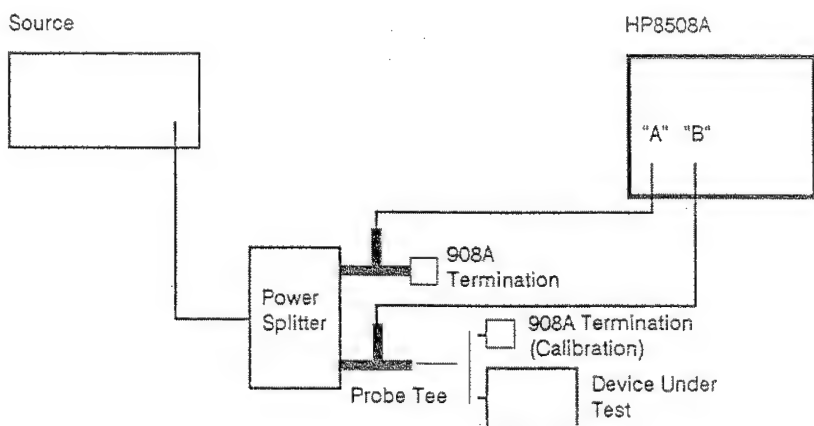 Source
HP8508A
"A" "B"
908A
Termination
Power
Splitter
908A Termination
(Calibration)
Probe Tee
Device Under
Test